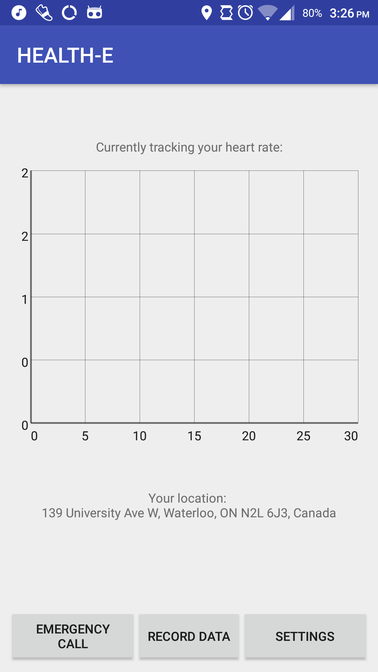 80% 3:26 PM
HEALTH-E
Currently tracking your heart rate:
2
2
1
0
0
0 5 10 15 20 25 30
Your location:
139 University Ave W, Waterloo, ON N2L 6J3, Canada
EMERGENCY
CALL
RECORD DATA
SETTINGS